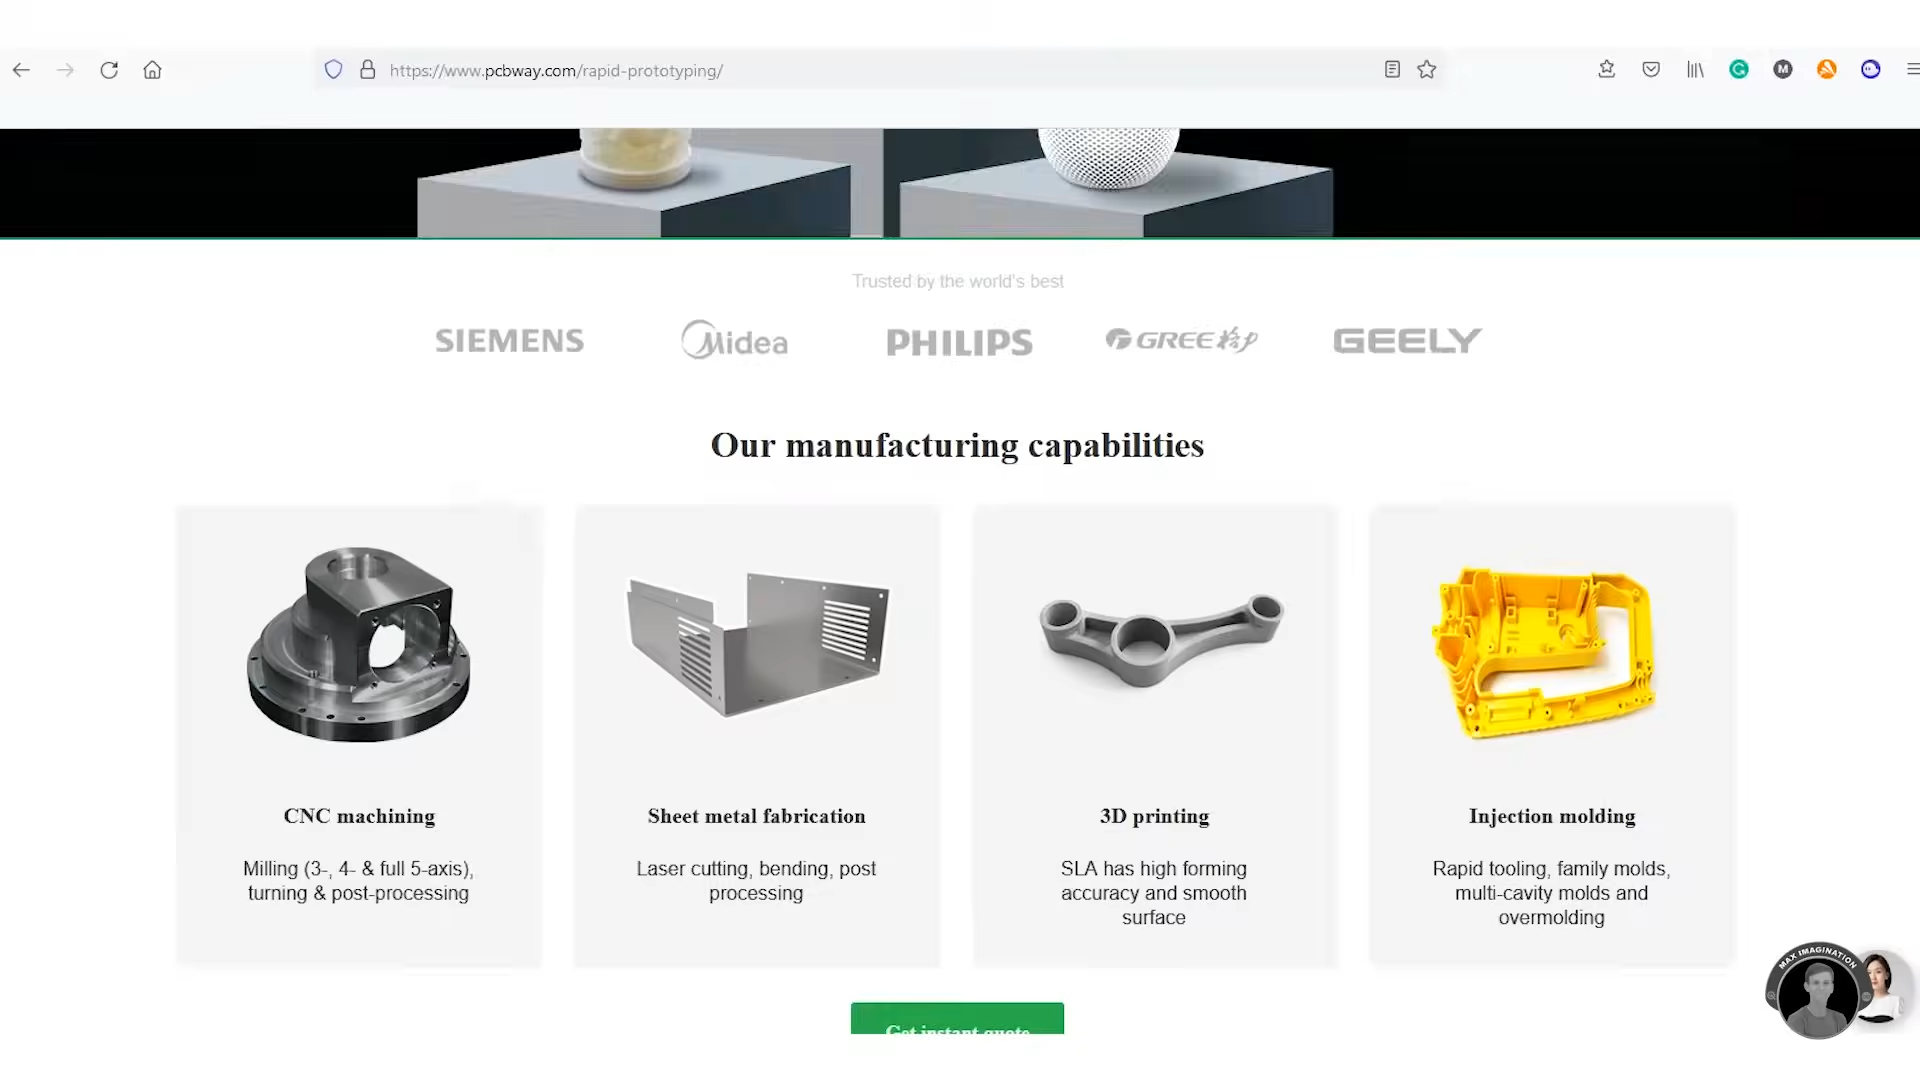 https://www.pcbway.com/rapid-prototyping/
Trusted by the world's best
SIEMENS
Midea
PHILIPS
GREE格力
GEELY
Our manufacturing capabilities
CNC machining
Milling (3-, 4- & full 5-axis),
turning & post-processing
Sheet metal fabrication
Laser cutting, bending, post
processing
3D printing
SLA has high forming
accuracy and smooth
surface
Injection molding
Rapid tooling, family molds,
multi-cavity molds and
overmolding
Get instant quote
MAX IMAGINATION